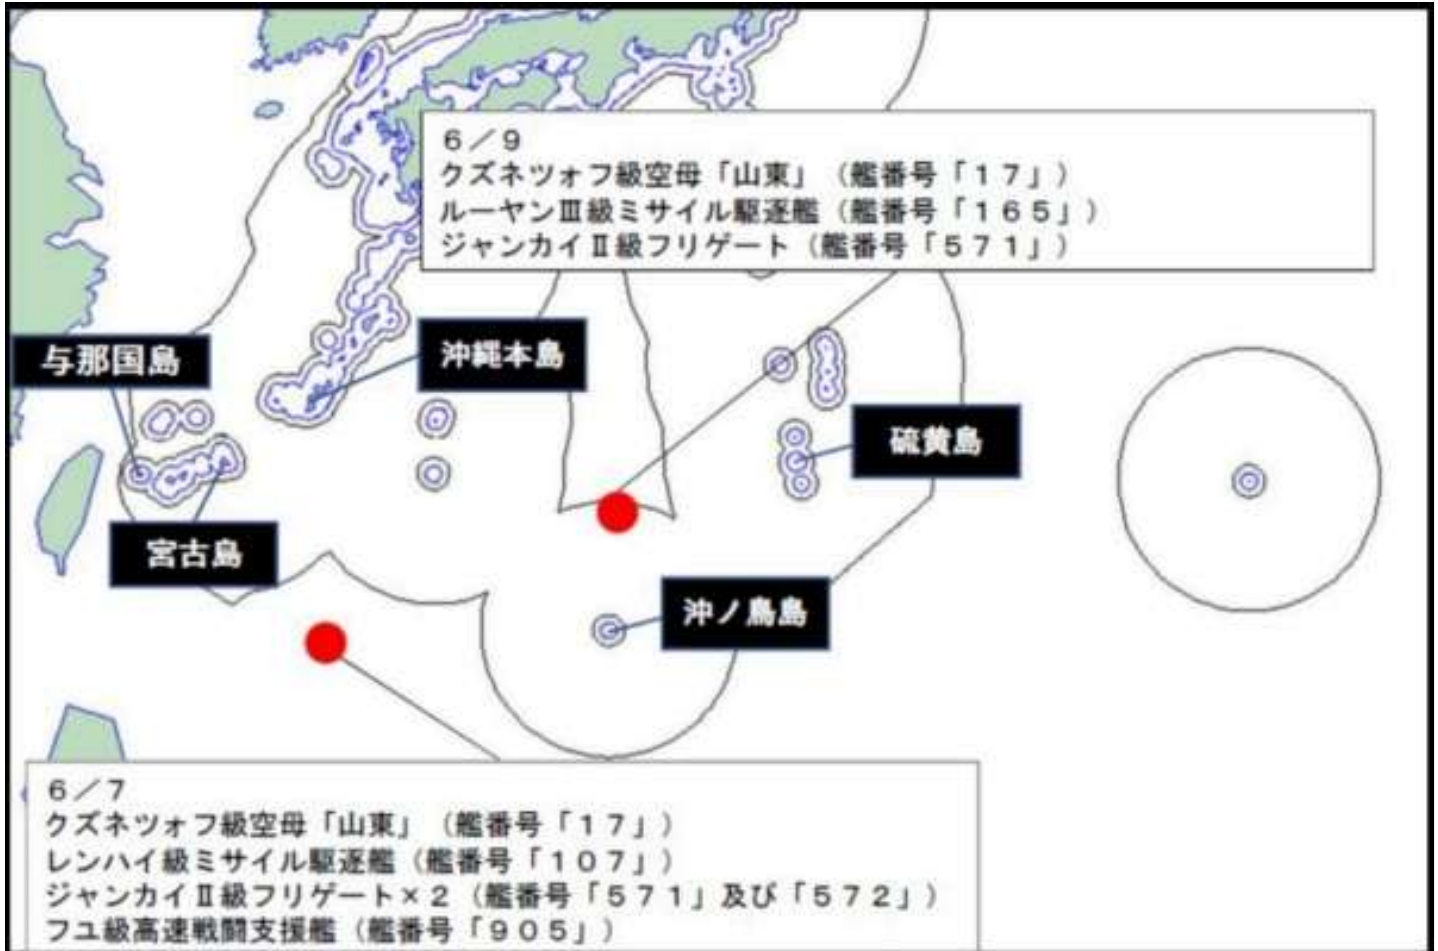 6/9
クズネツォフ級空母「山東」(艦番号「17」)
ルーヤンⅢ級ミサイル駆逐艦(艦番号「165」)
ジャンカイⅡ級フリゲート(艦番号「571」)
与那国島
沖縄本島
硫黄島
宮古島
沖ノ鳥島
6/7
クズネツォフ級空母「山東」(艦番号「17」)
レンハイ級ミサイル駆逐艦(艦番号「107」)
ジャンカイⅡ級フリゲート×2(艦番号「571」及び「572」)
フユ級高速戦闘支援艦(艦番号「905」)